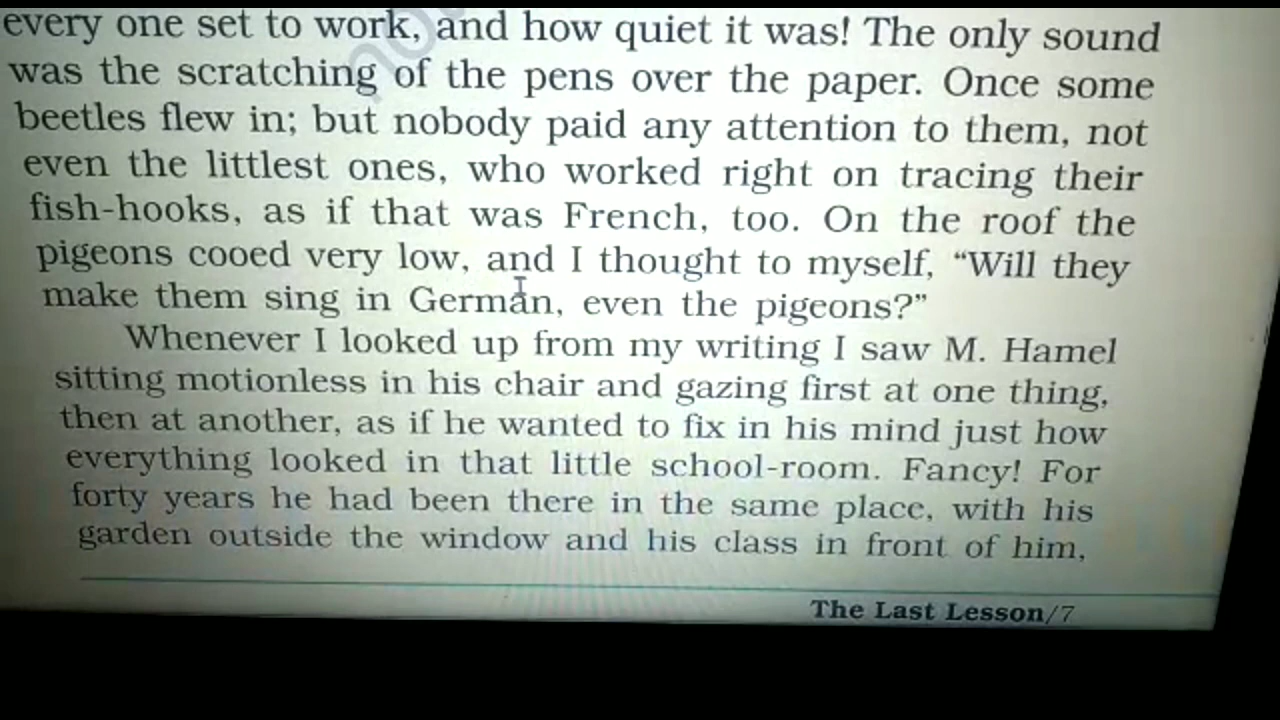 every one set to work, and how quiet it was! The only sound
was the scratching of the pens over the paper. Once some
beetles flew in; but nobody paid any attention to them, not
even the littlest ones, who worked right on tracing their
fish-hooks, as if that was French, too. On the roof the
pigeons cooed very low, and I thought to myself, “Will they
make them sing in German, even the pigeons?”
Whenever I looked up from my writing I saw M. Hamel
sitting motionless in his chair and gazing first at one thing,
then at another, as if he wanted to fix in his mind just how
everything looked in that little school-room. Fancy! For
forty years he had been there in the same place, with his
garden outside the window and his class in front of him,
The Last Lesson/7